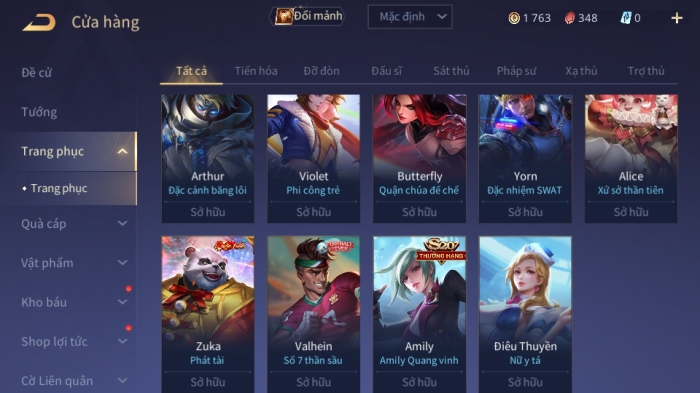 Cửa hàng
Đổi mảnh
Mặc định
1 763
348
0
Đề cử
Tướng
Trang phục
Trang phục
Quà cáp
Vật phẩm
Kho báu
Shop lợi tức
Cờ Liên quân
Tất cả
Tiến hóa
Đỡ đòn
Đấu sĩ
Sát thủ
Pháp sư
Xạ thủ
Trợ thủ
Arthur
Đặc cảnh băng lôi
Sở hữu
Violet
Phi công trẻ
Sở hữu
Butterfly
Quận chúa đế chế
Sở hữu
Yorn
Đặc nhiệm SWAT
Sở hữu
Alice
Xứ sở thần tiên
Sở hữu
Zuka
Phát tài
Sở hữu
FOOTBALL FEVER
Valhein
Số 7 thần sầu
Sở hữu
S20
THƯỞNG HẠNG
Amily
Amily Quang vinh
Sở hữu
Điêu Thuyền
Nữ y tá
Sở hữu